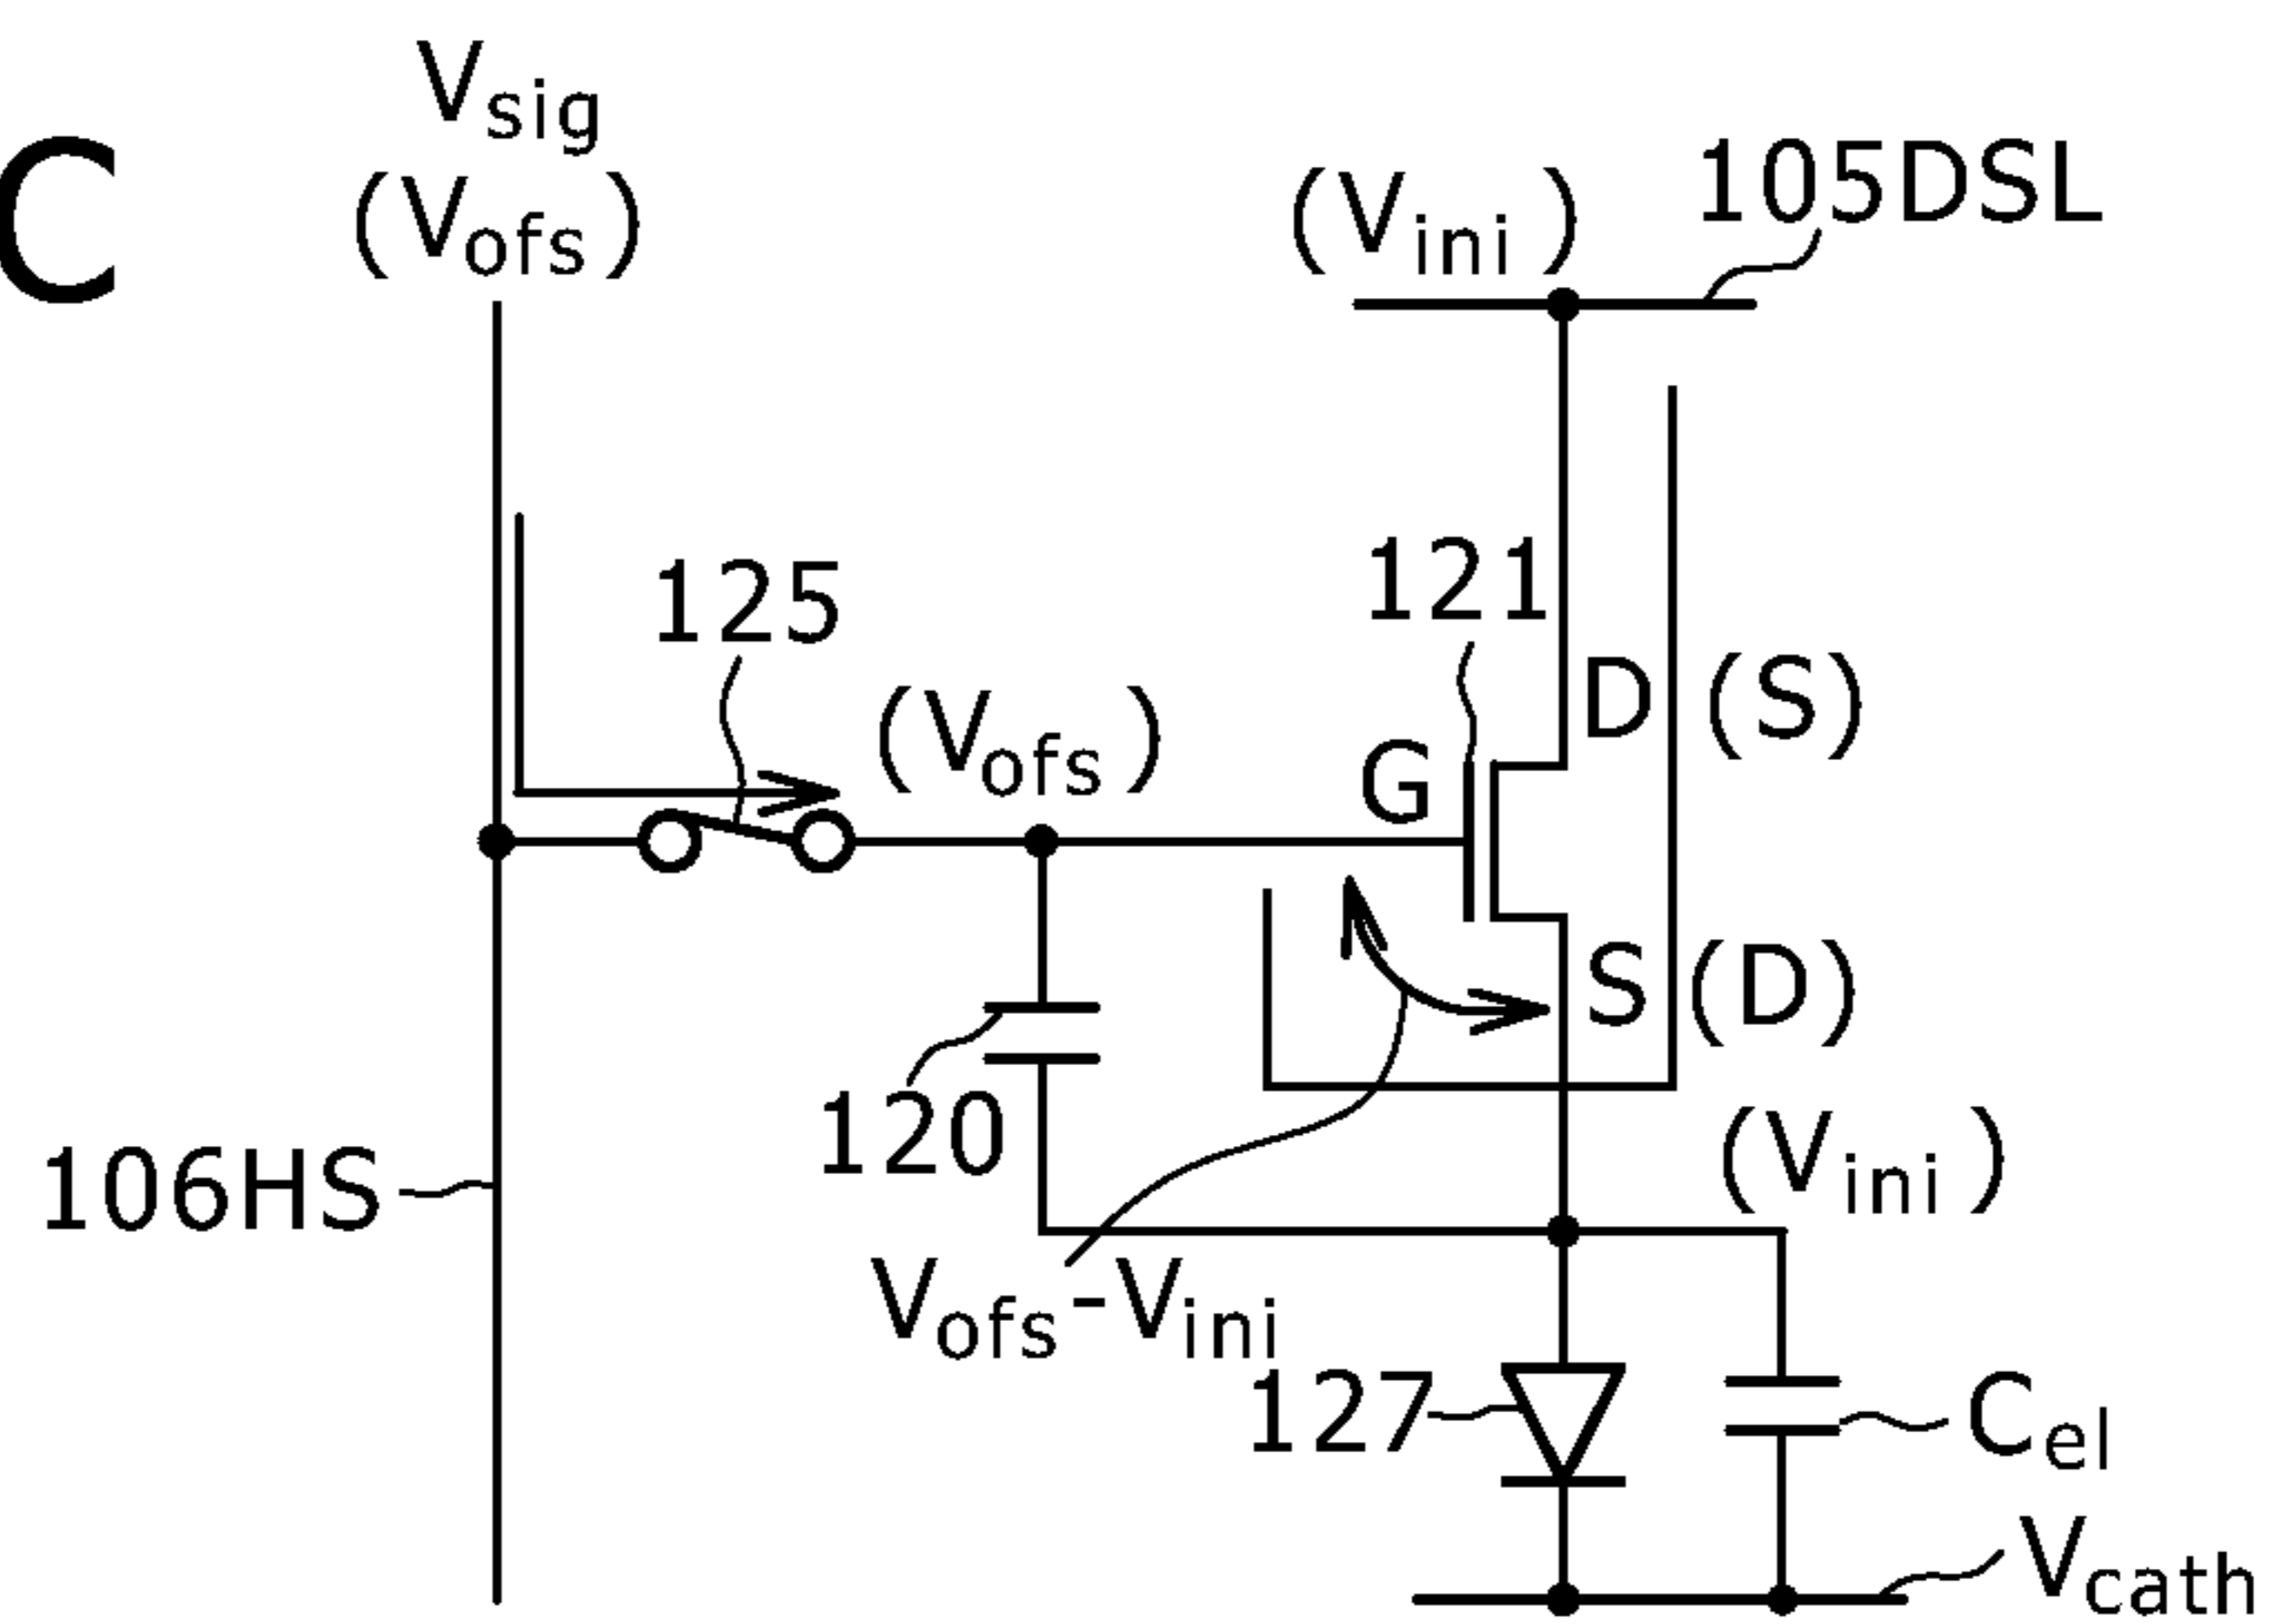 C
Vsig
(Vofs)
(Vini)
105DSL
125
121
(Vofs)
D (S)
G
S (D)
120
106HS
(Vini)
Vofs-Vini
127
Cel
Vcath